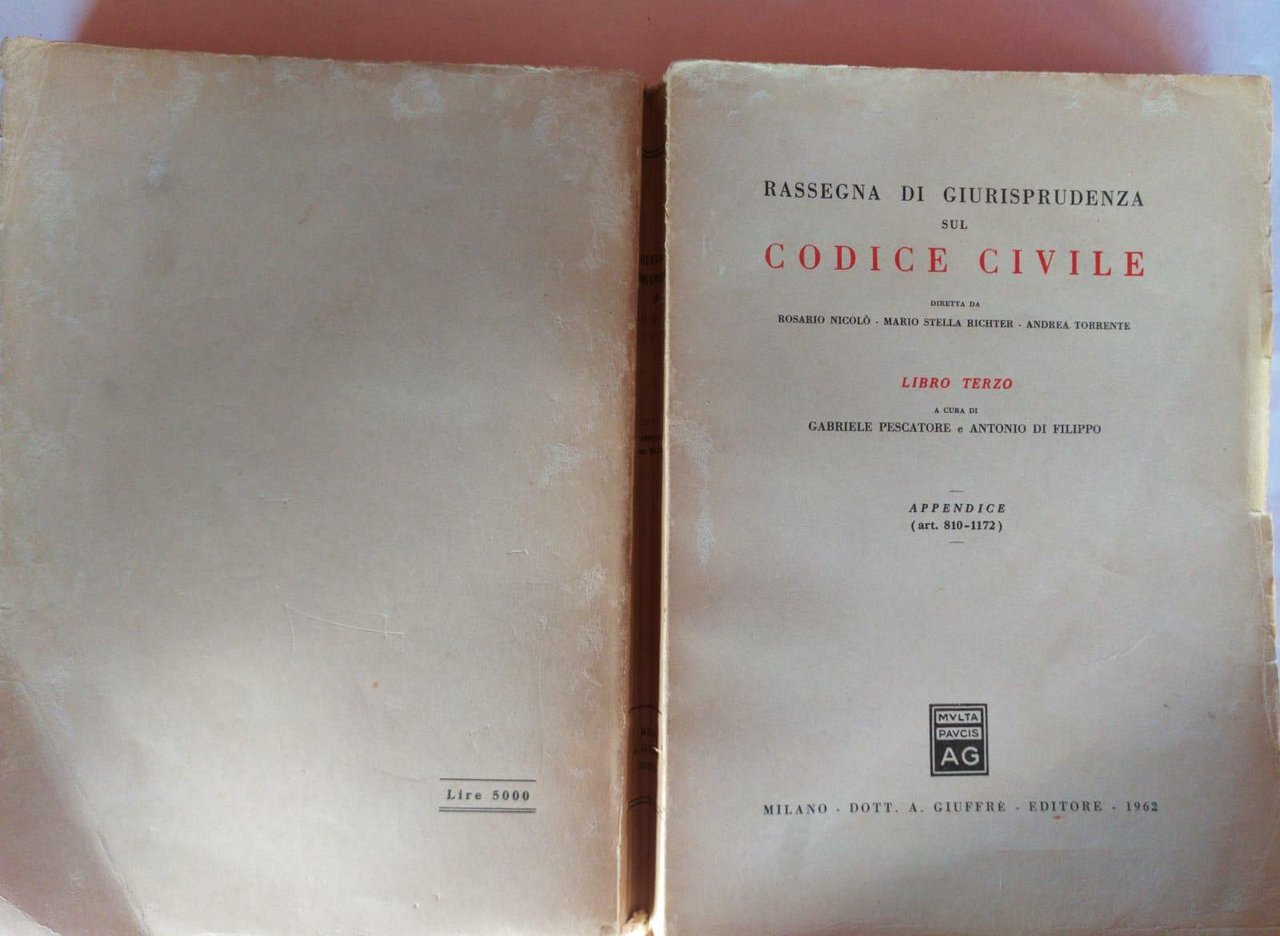 Lire 5000
RASSEGNA DI GIURISPRUDENZA
SUL
CODICE CIVILE
DIRETTA DA
ROSARIO NICOLÒ - MARIO STELLA RICHTER - ANDREA TORRENTE
LIBRO TERZO
A CURA DI
GABRIELE PESCATORE e ANTONIO DI FILIPPO
APPENDICE
(art. 810-1172)
MVLTA
PAVCIS
AG
MILANO - DOTT. A. GIUFFRÈ - EDITORE - 1962